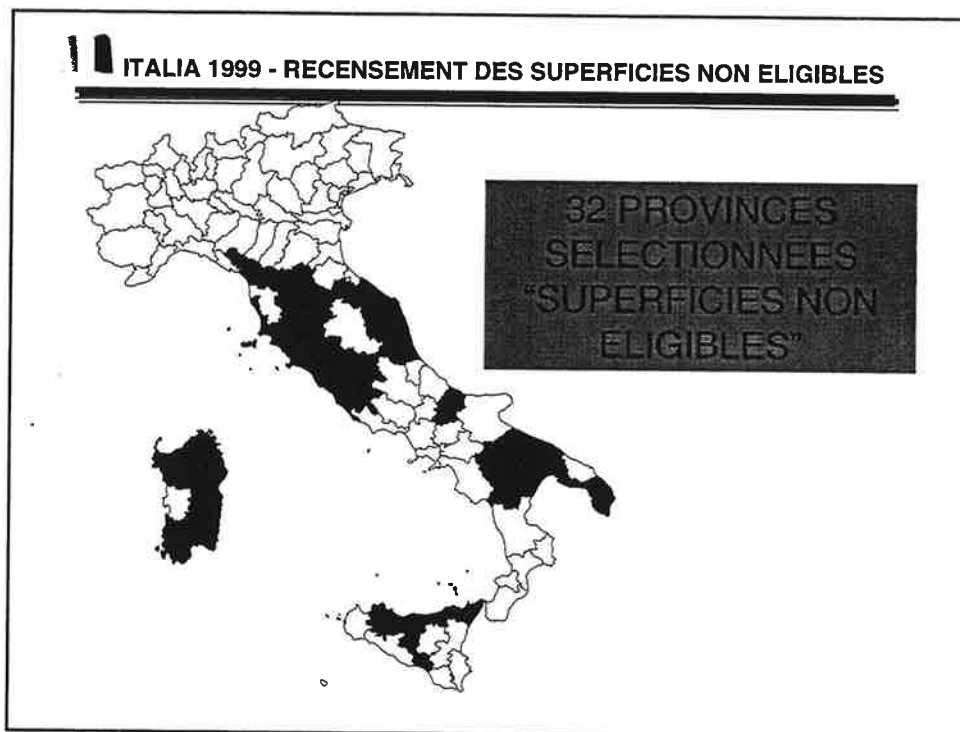 ITALIA 1999 - RECENSEMENT DES SUPERFICIES NON ELIGIBLES
32 PROVINCES
SELECTIONNEES
"SUPERFICIES NON
ELIGIBLES"